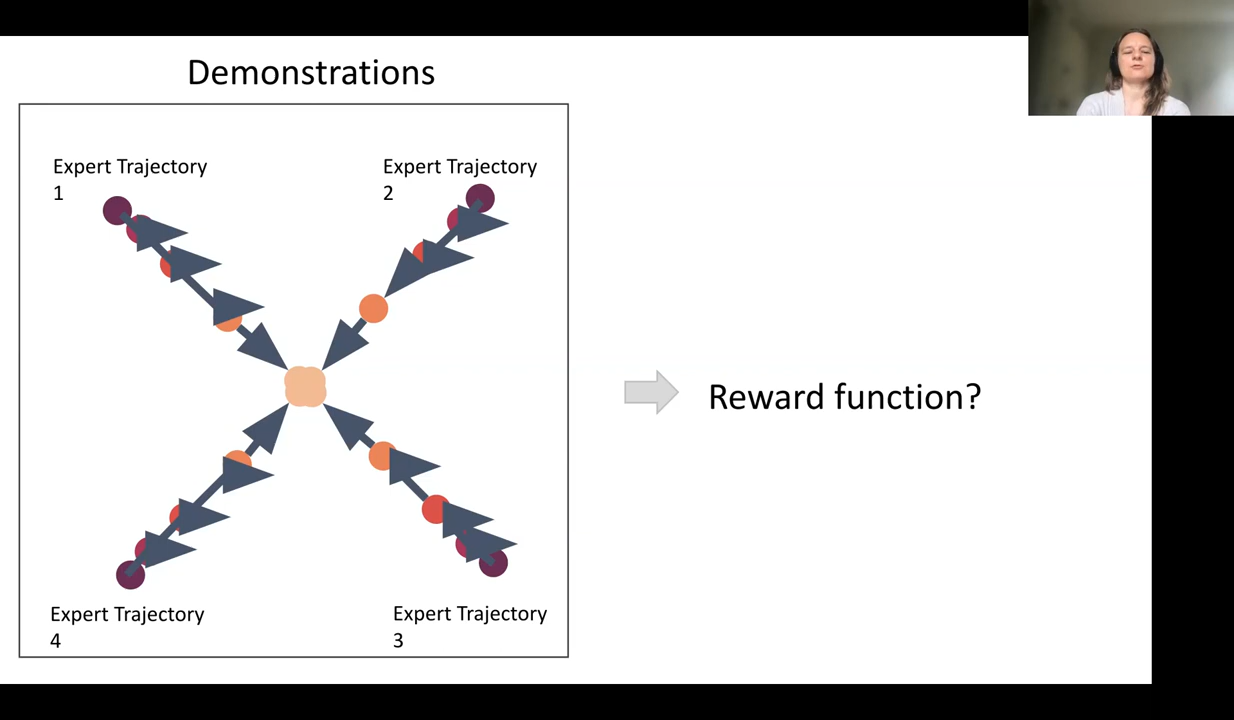 Demonstrations
Expert Trajectory
1
Expert Trajectory
2
Reward function?
Expert Trajectory
4
Expert Trajectory
3